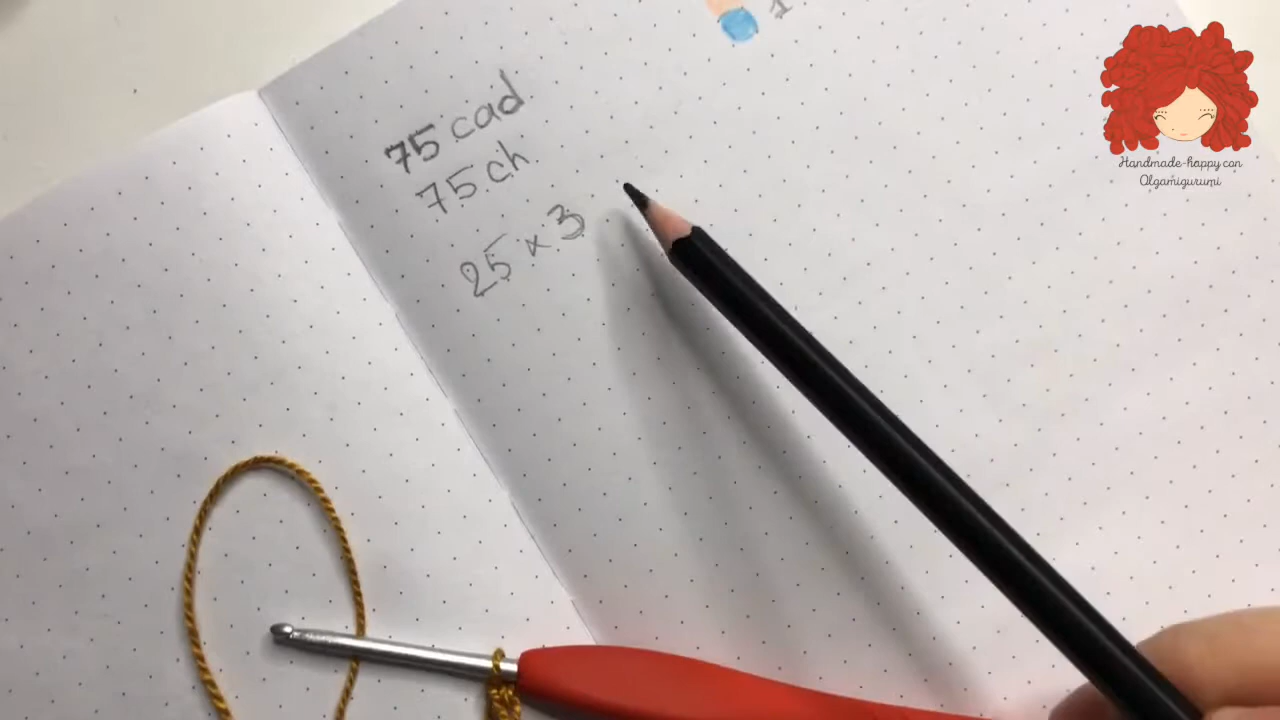 75 cad
75 ch
25 x 3
Handmade-happy con
Olgamigurumi